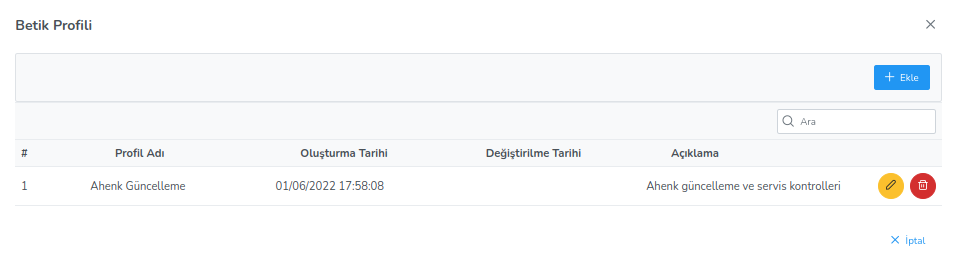 Betik Profili
Ekle
Ara
# Profil Adı Oluşturma Tarihi Değiştirilme Tarihi Açıklama
1 Ahenk Güncelleme 01/06/2022 17:58:08 Ahenk güncelleme ve servis kontrolleri
İptal